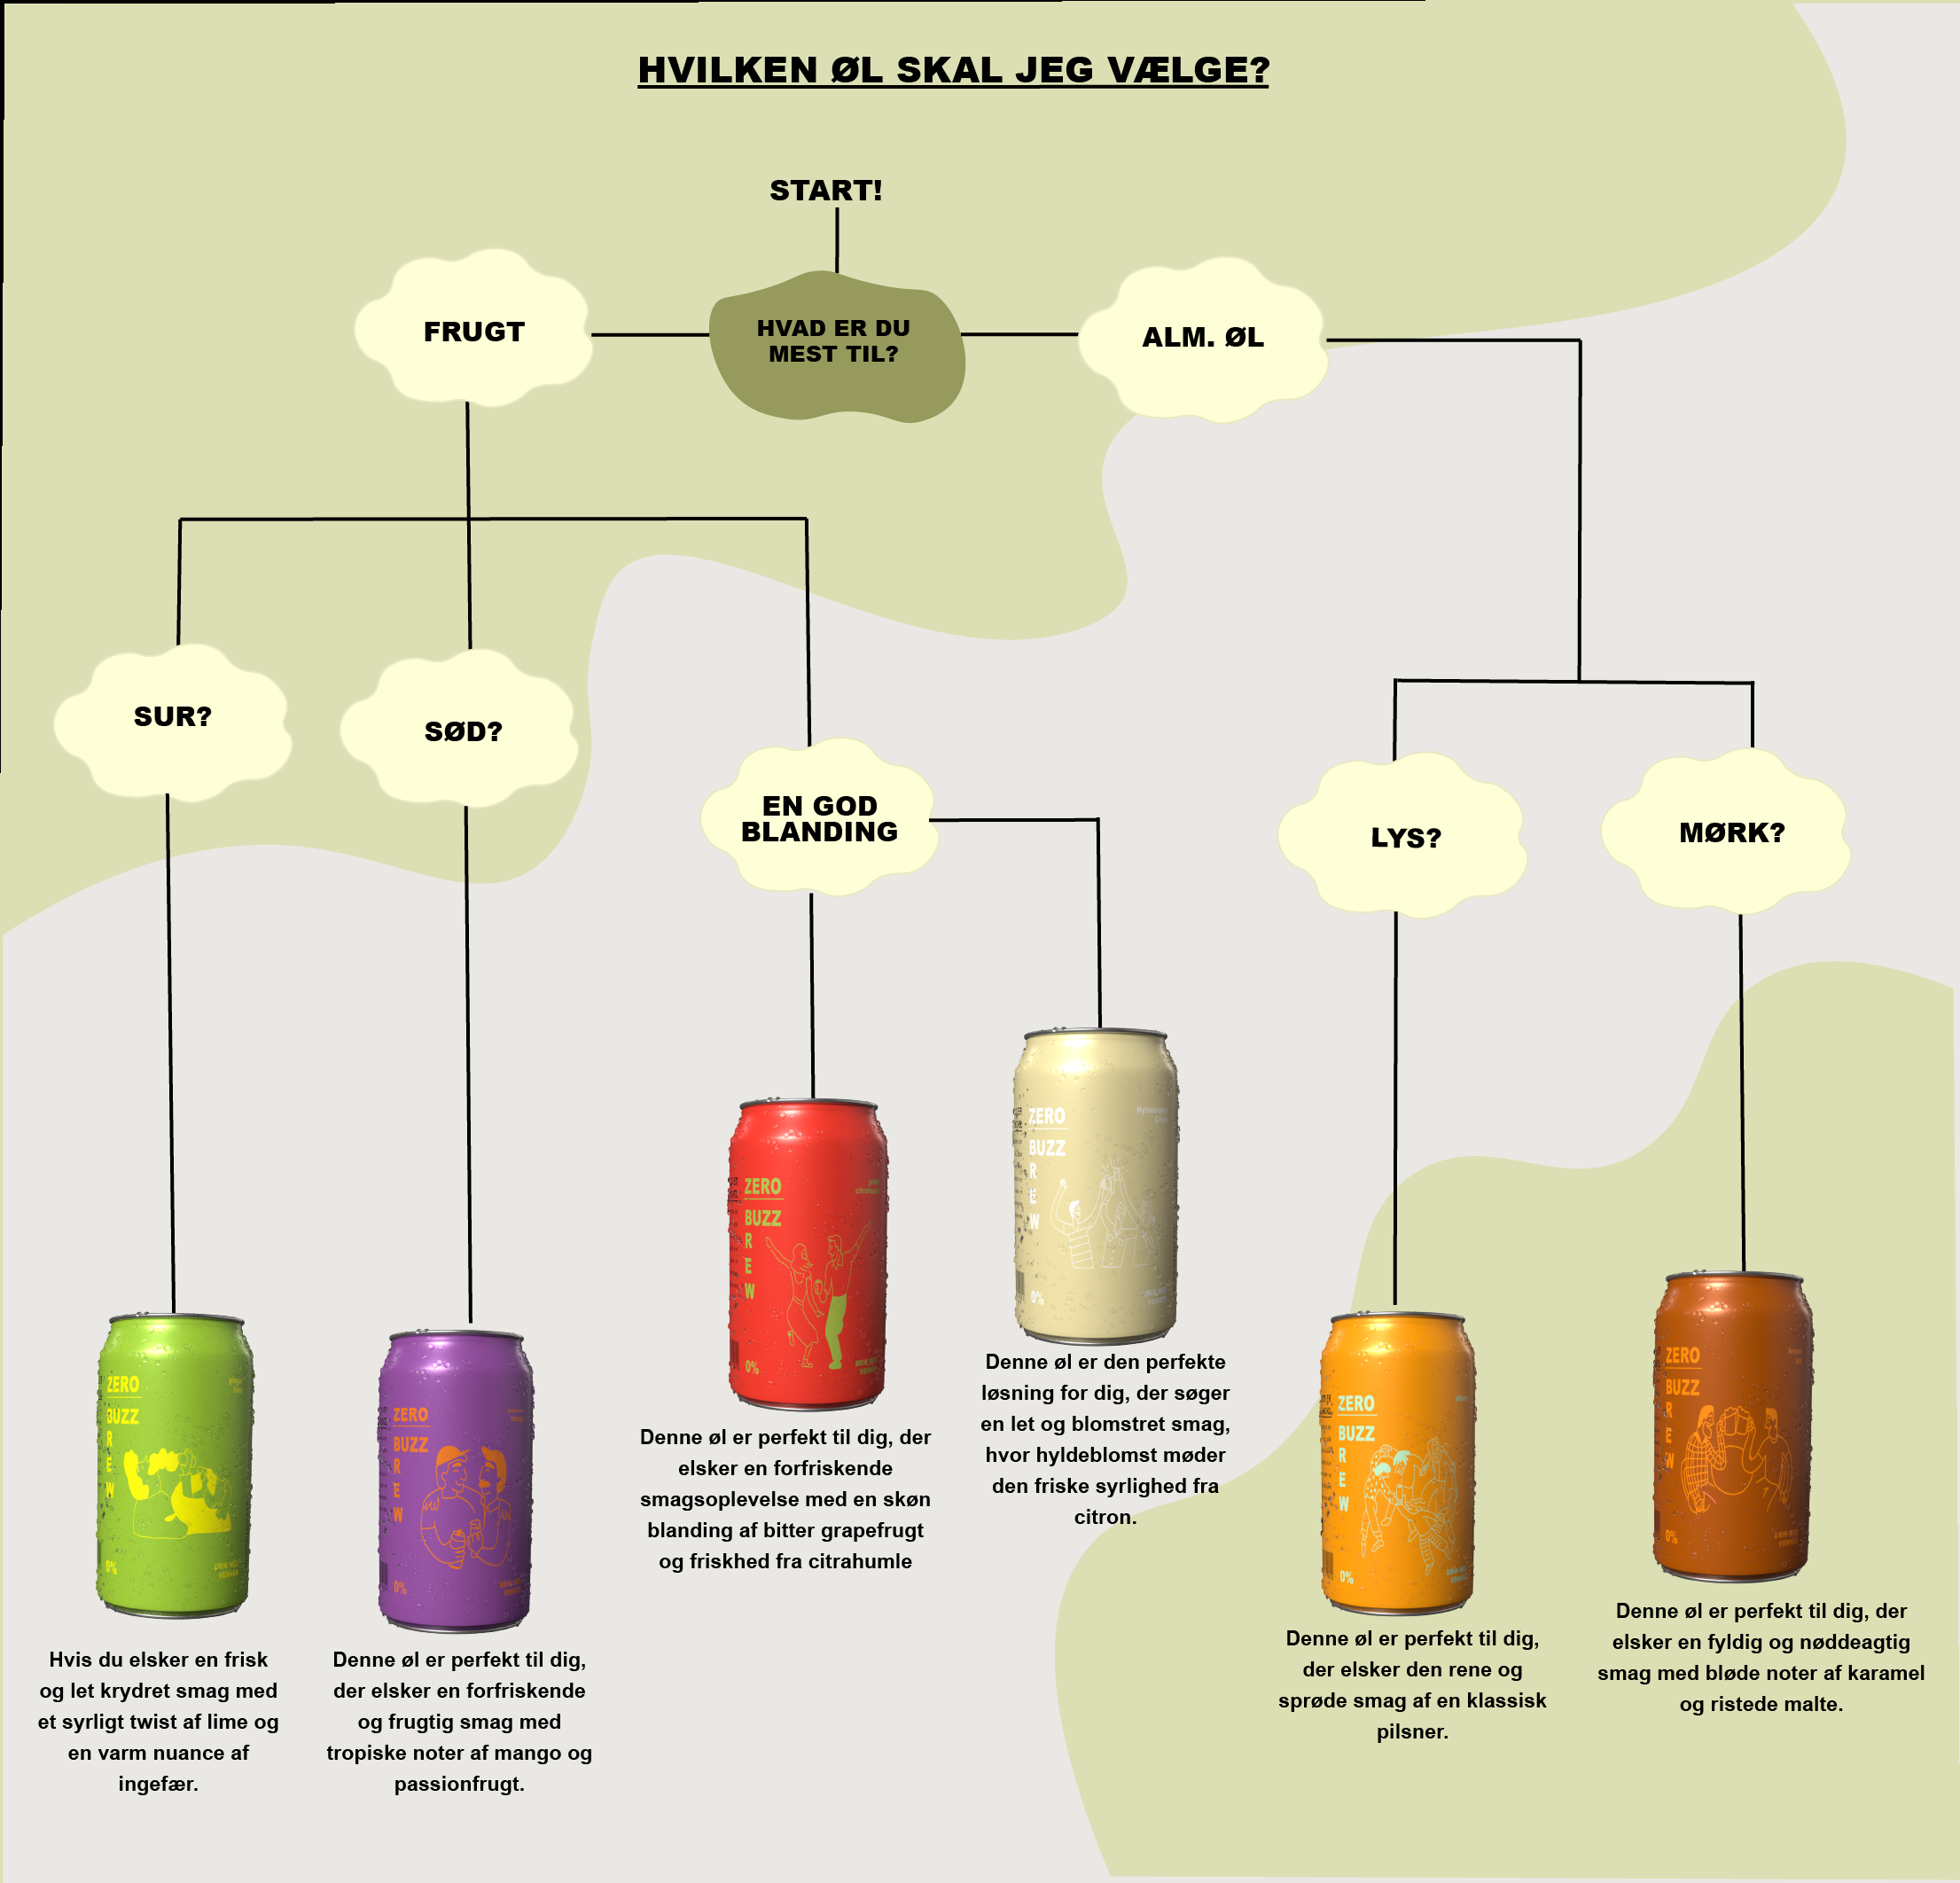 HVILKEN ØL SKAL JEG VÆLGE?
START!
FRUGT
HVAD ER DU
MEST TIL?
ALM. ØL
SUR?
SØD?
EN GOD
BLANDING
LYS?
MØRK?
ZERO
BUZZ
R
E
W
0%
Hvis du elsker en frisk
og let krydret smag med
et syrligt twist af lime og
en varm nuance af
ingefær.
ZERO
BUZZ
R
E
W
0%
Denne øl er perfekt til dig,
der elsker en forfriskende
og frugtig smag med
tropiske noter af mango og
passionfrugt.
ZERO
BUZZ
R
E
W
citrahumle
0%
Denne øl er perfekt til dig, der
elsker en forfriskende
smagsoplevelse med en skøn
blanding af bitter grapefrugt
og friskhed fra citrahumle
ZERO
BUZZ
R
E
W
0%
Denne øl er den perfekte
løsning for dig, der søger
en let og blomstret smag,
hvor hyldeblomst møder
den friske syrlighed fra
citron.
ZERO
BUZZ
R
E
W
0%
Denne øl er perfekt til dig,
der elsker den rene og
sprøde smag af en klassisk
pilsner.
ZERO
BUZZ
R
E
W
0%
Denne øl er perfekt til dig, der
elsker en fyldig og nøddeagtig
smag med bløde noter af karamel
og ristede malte.